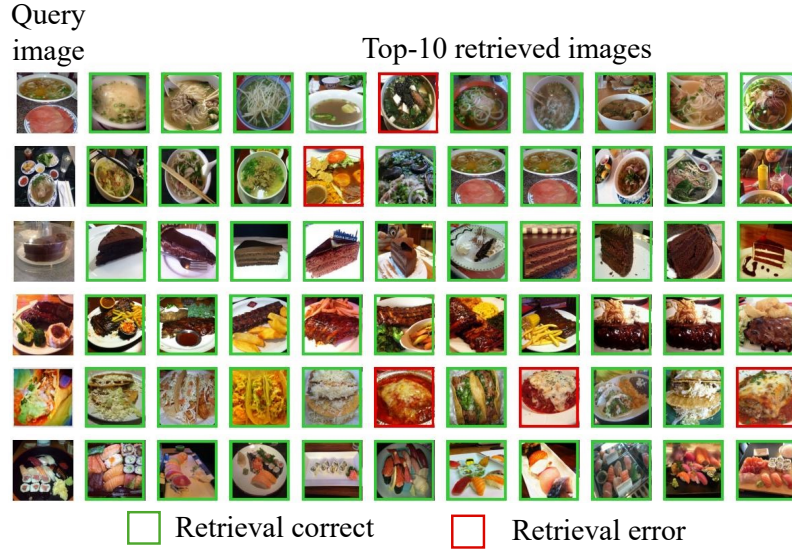 Query
image
Top-10 retrieved images
Retrieval correct
Retrieval error